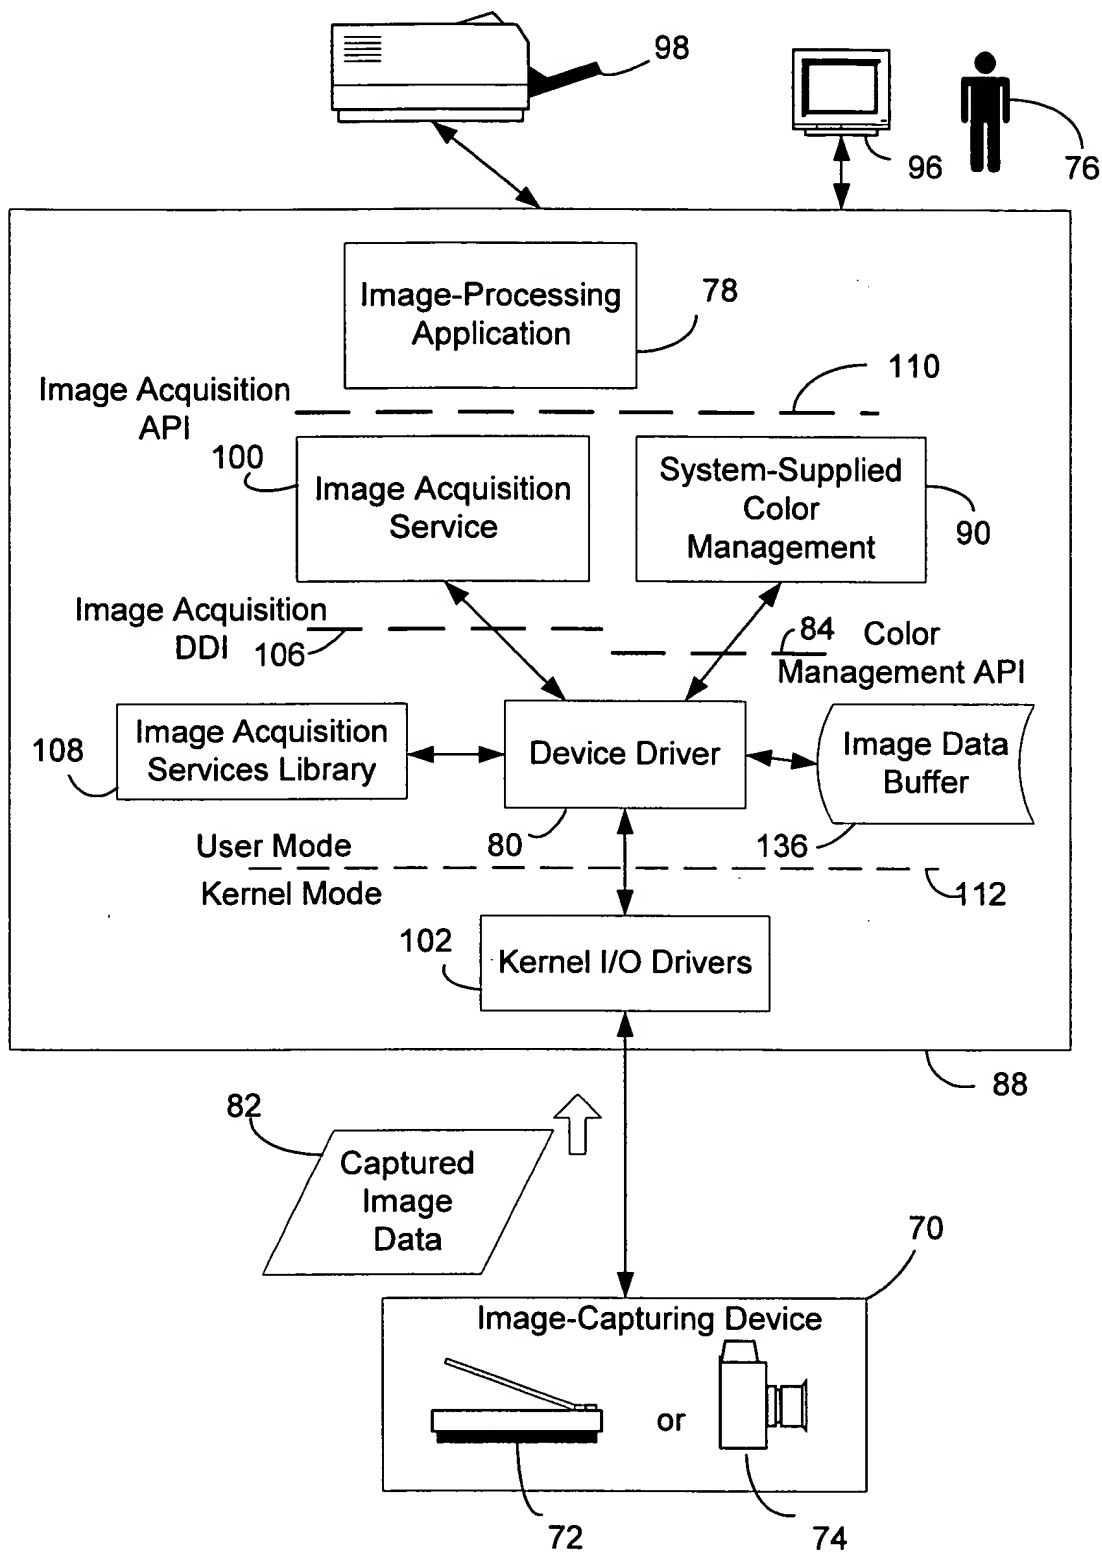 98
96
76
Image-Processing
Application
78
Image Acquisition
API
110
100
Image Acquisition
Service
System-Supplied
Color
Management
90
Image Acquisition
DDI
106
84
Color
Management API
108
Image Acquisition
Services Library
Device Driver
Image Data
Buffer
User Mode
80
136
Kernel Mode
112
102
Kernel I/O Drivers
88
82
Captured
Image
Data
70
Image-Capturing Device
or
72
74